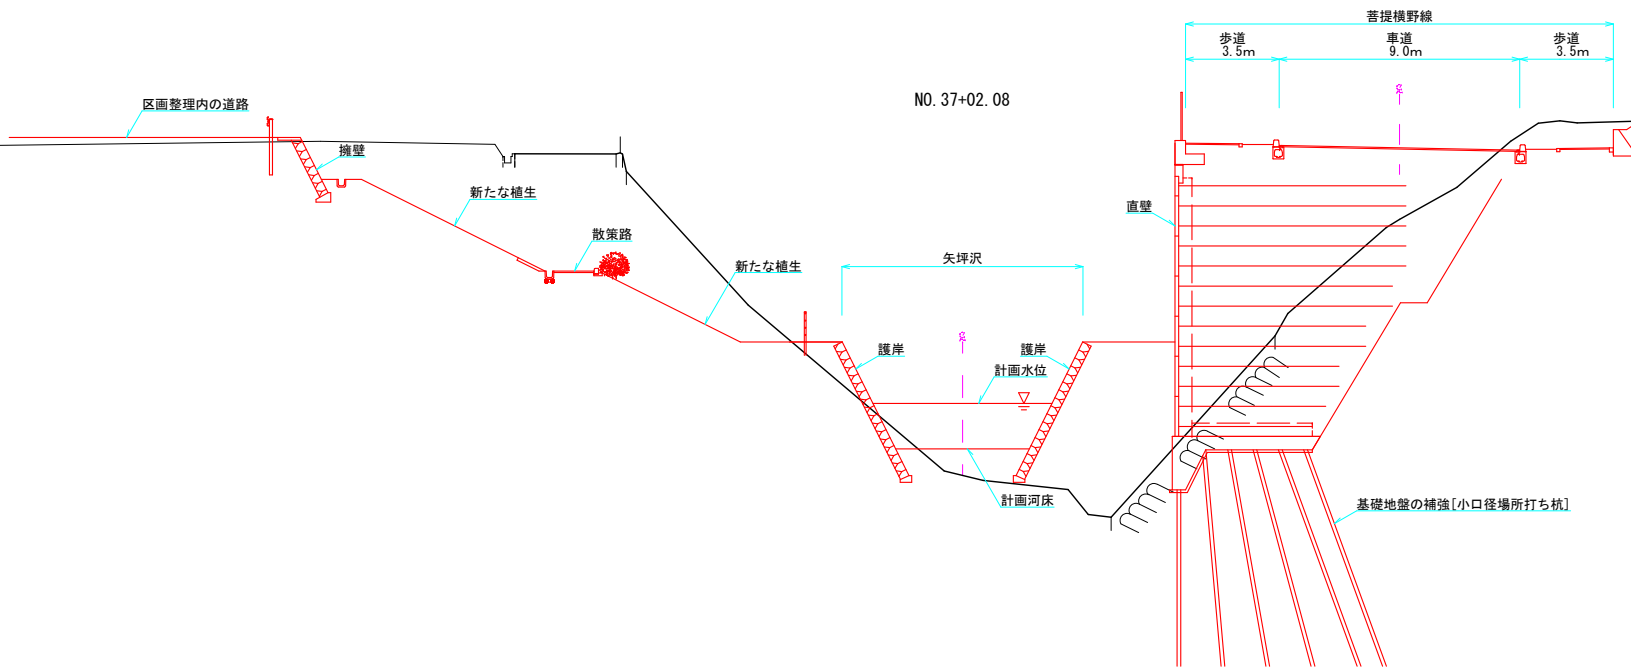 菩提横野線
歩道
車道
歩道
3.5m
9.0m
3.5m
NO.37+02.08
区画整理内の道路
擁壁
新たな植生
直壁
散策路
矢坪沢
新たな植生
護岸
護岸
計画水位
計画河床
基礎地盤の補強[小口径場所打ち杭]